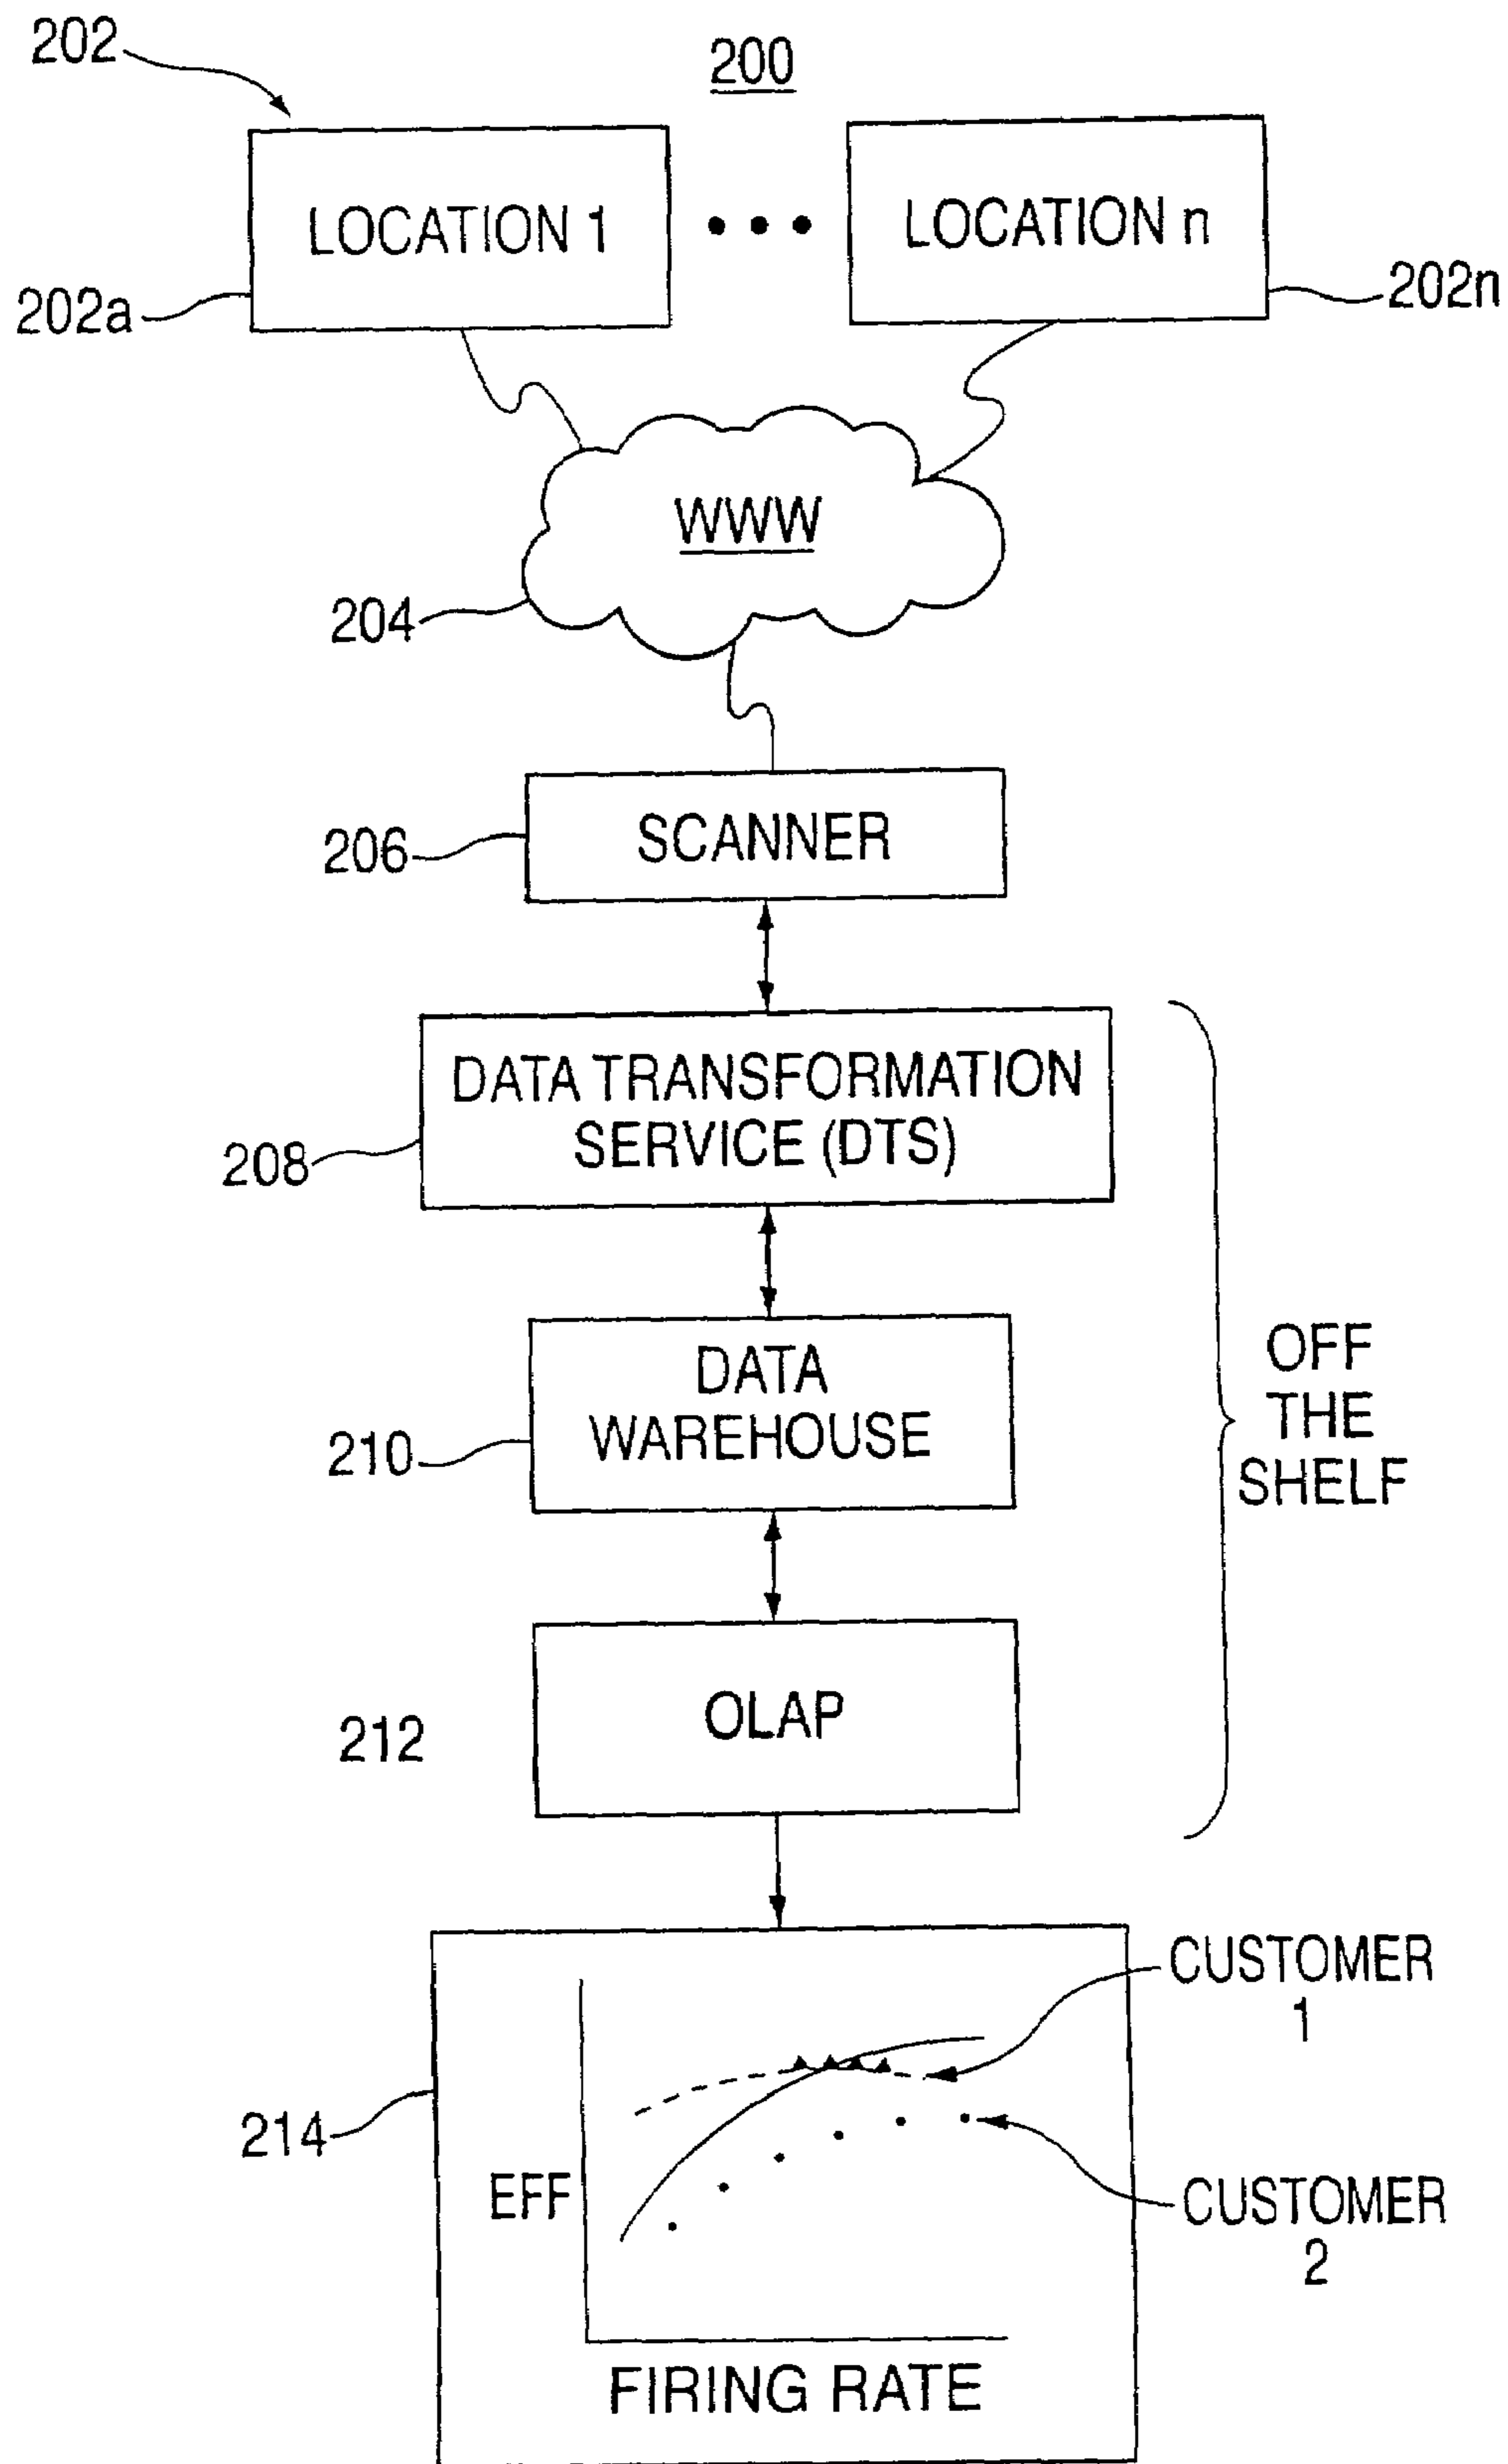 202
200
LOCATION 1
LOCATION n
202a
202n
WWW
204
SCANNER
206
DATA TRANSFORMATION
SERVICE (DTS)
208
DATA
WAREHOUSE
210
OFF
THE
SHELF
OLAP
212
CUSTOMER
1
214
EFF
CUSTOMER
2
FIRING RATE